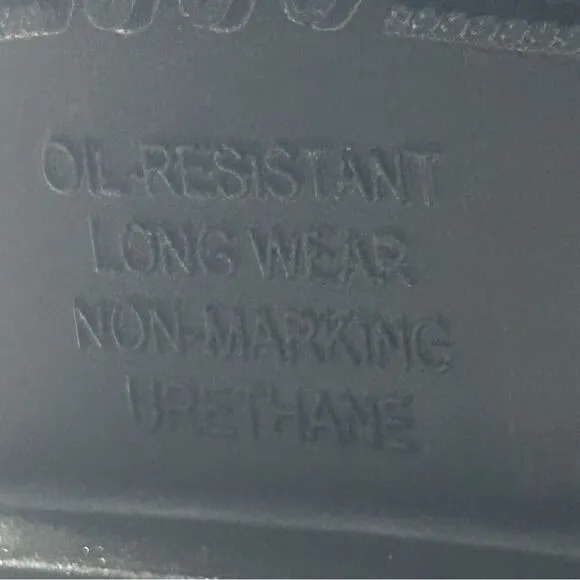 OIL-RESISTANT
LONG WEAR
NON-MARKING
URETHANE